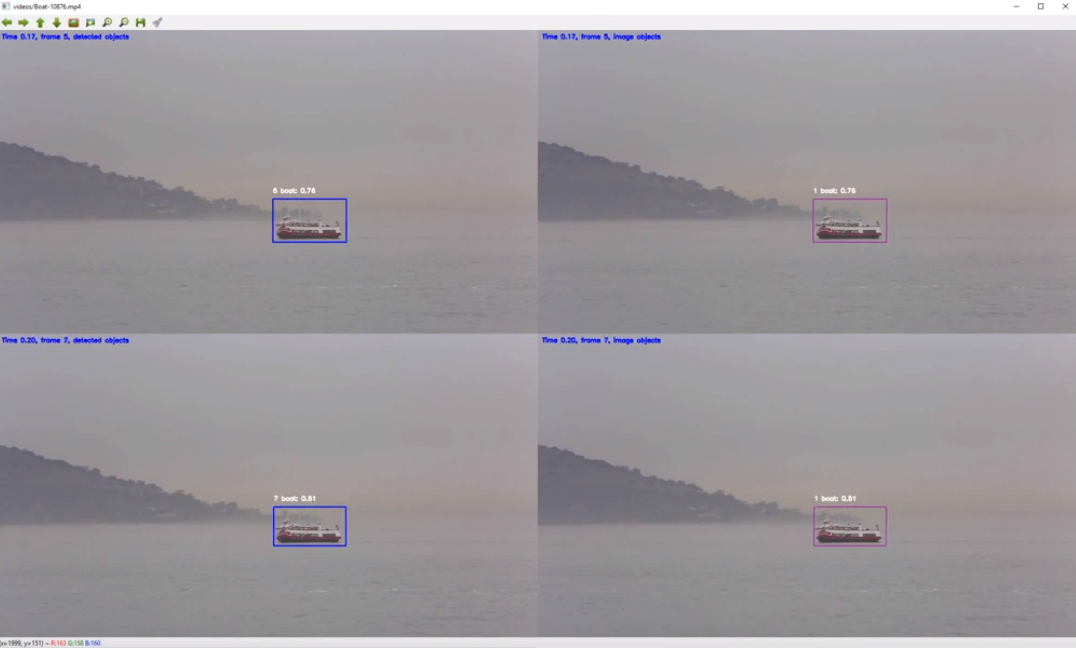 videos/Boat-10876.mp4
Time 0.17, frame 5, detected objects
Time 0.17, frame 5, image objects
6 boat: 0.76
1 boat: 0.76
Time 0.20, frame 7, detected objects
Time 0.20, frame 7, image objects
7 boat: 0.81
1 boat: 0.81
(x=1999, y=151) ~ R:163 G:158 B:160